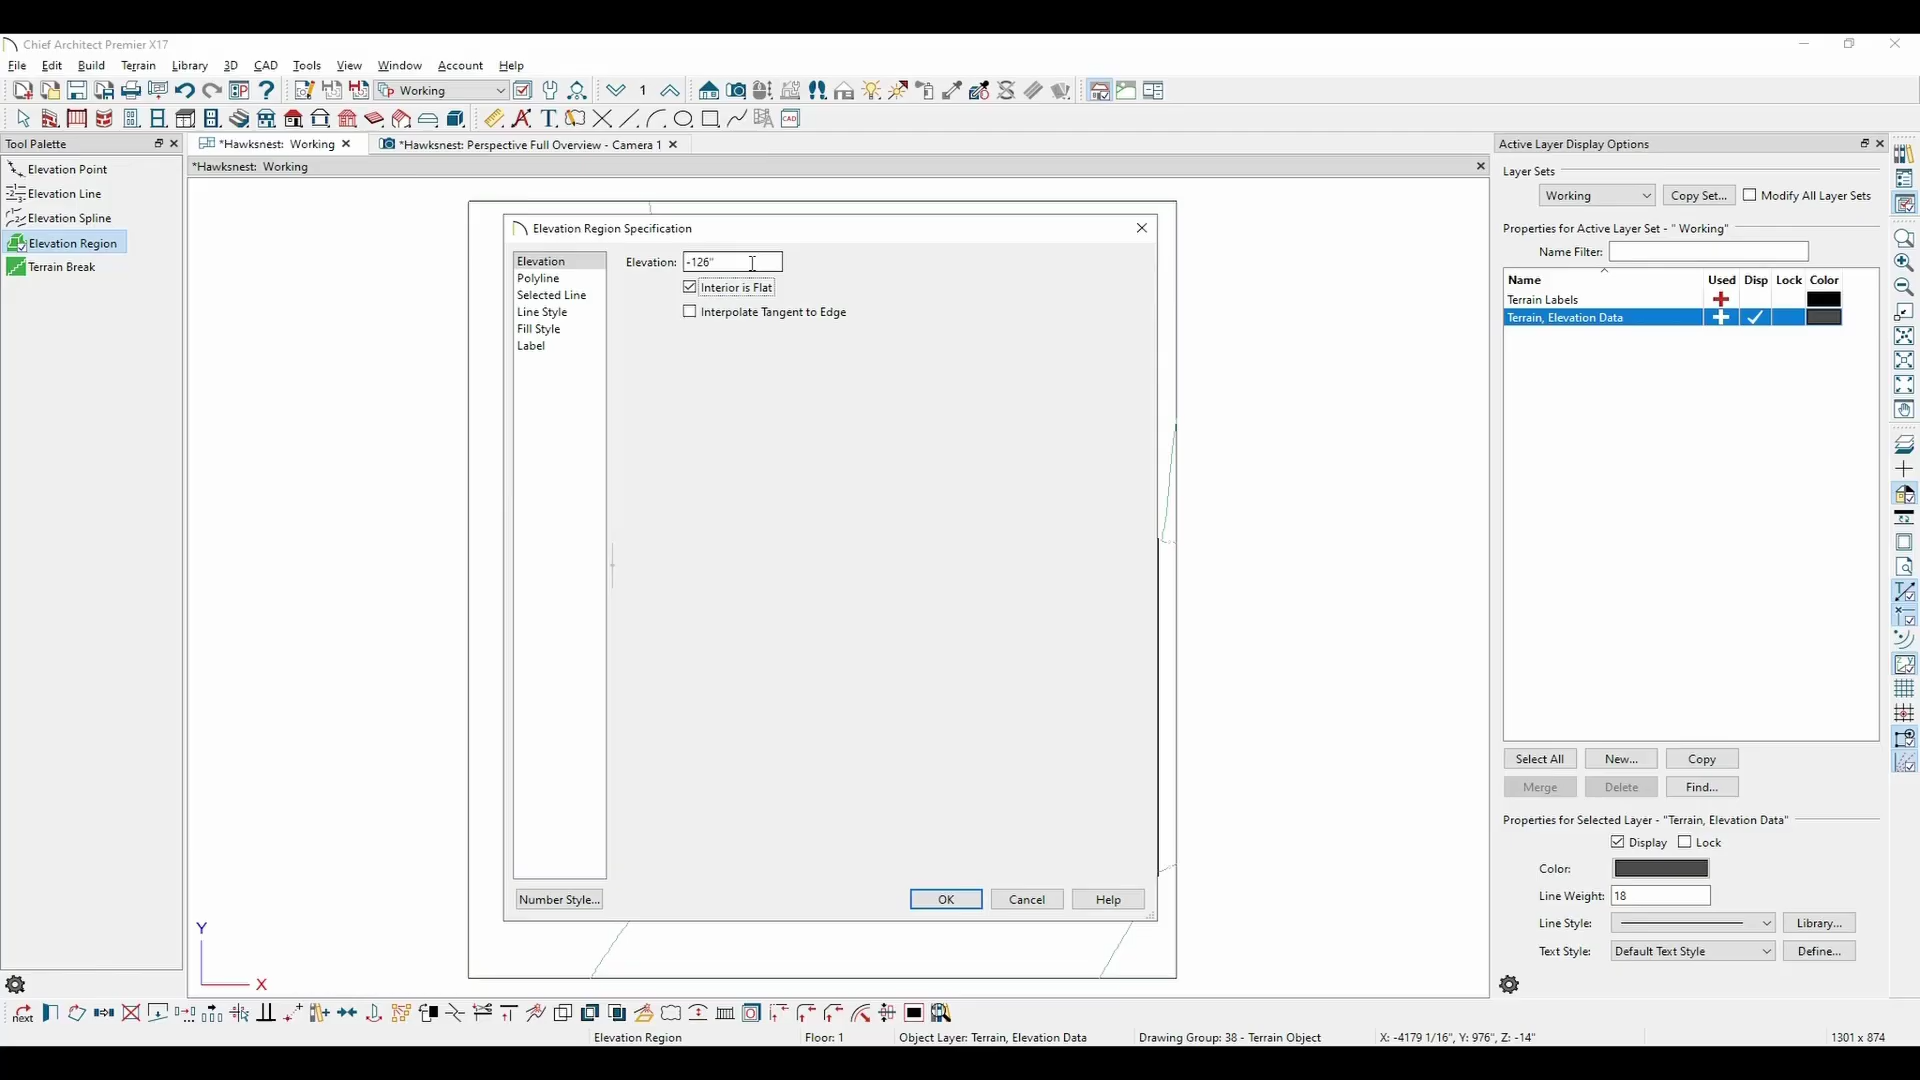 Chief Architect Premier X17
File Edit Build Terrain Library 3D CAD Tools View Window Account Help
Working 1
Tool Palette
*Hawksnest: Working
*Hawksnest: Perspective Full Overview - Camera 1
Active Layer Display Options
*Hawksnest: Working
Elevation Point
Elevation Line
Elevation Spline
Elevation Region
Terrain Break
Elevation Region Specification
Elevation
Polyline
Selected Line
Line Style
Fill Style
Label
Elevation: -126"
Interior is Flat
Interpolate Tangent to Edge
Number Style...
OK Cancel Help
Y
X
Layer Sets
Working Copy Set... Modify All Layer Sets
Properties for Active Layer Set - " Working"
Name Filter:
Name Used Disp Lock Color
Terrain Labels
Terrain, Elevation Data
Select All New... Copy
Merge Delete Find...
Properties for Selected Layer - "Terrain, Elevation Data"
Display Lock
Color:
Line Weight: 18
Line Style: Library...
Text Style: Default Text Style Define...
next
CAD
Elevation Region Floor: 1 Object Layer: Terrain, Elevation Data Drawing Group: 38 - Terrain Object X: -4179 1/16", Y: 976", Z: -14" 1301 x 874